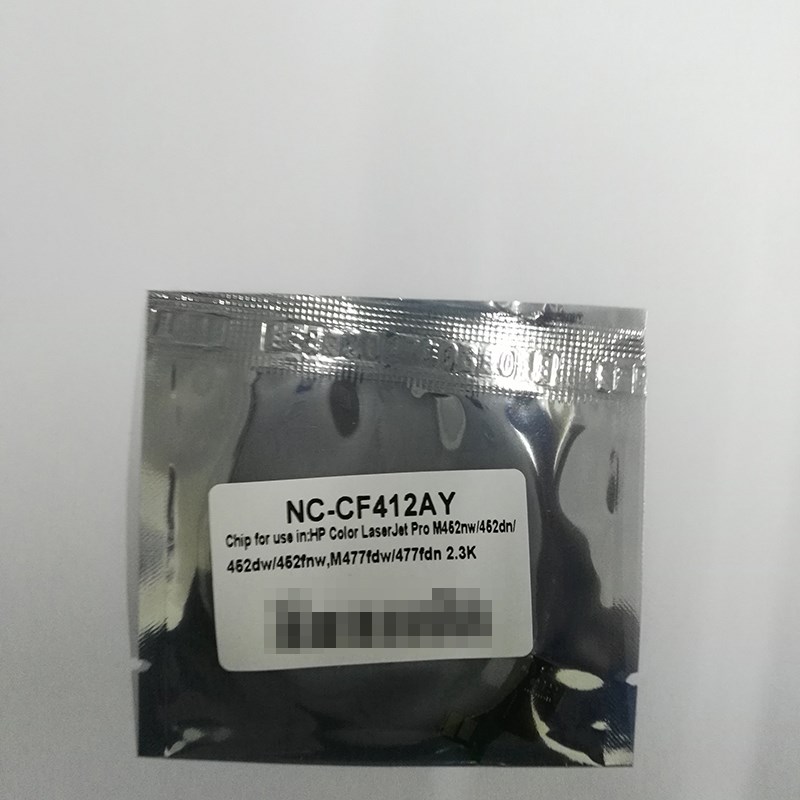 NC-CF412AY
Chip for use in:HP Color LaserJet Pro M452nw/452dn/
452dw/452fnw,M477fdw/477fdn 2.3K